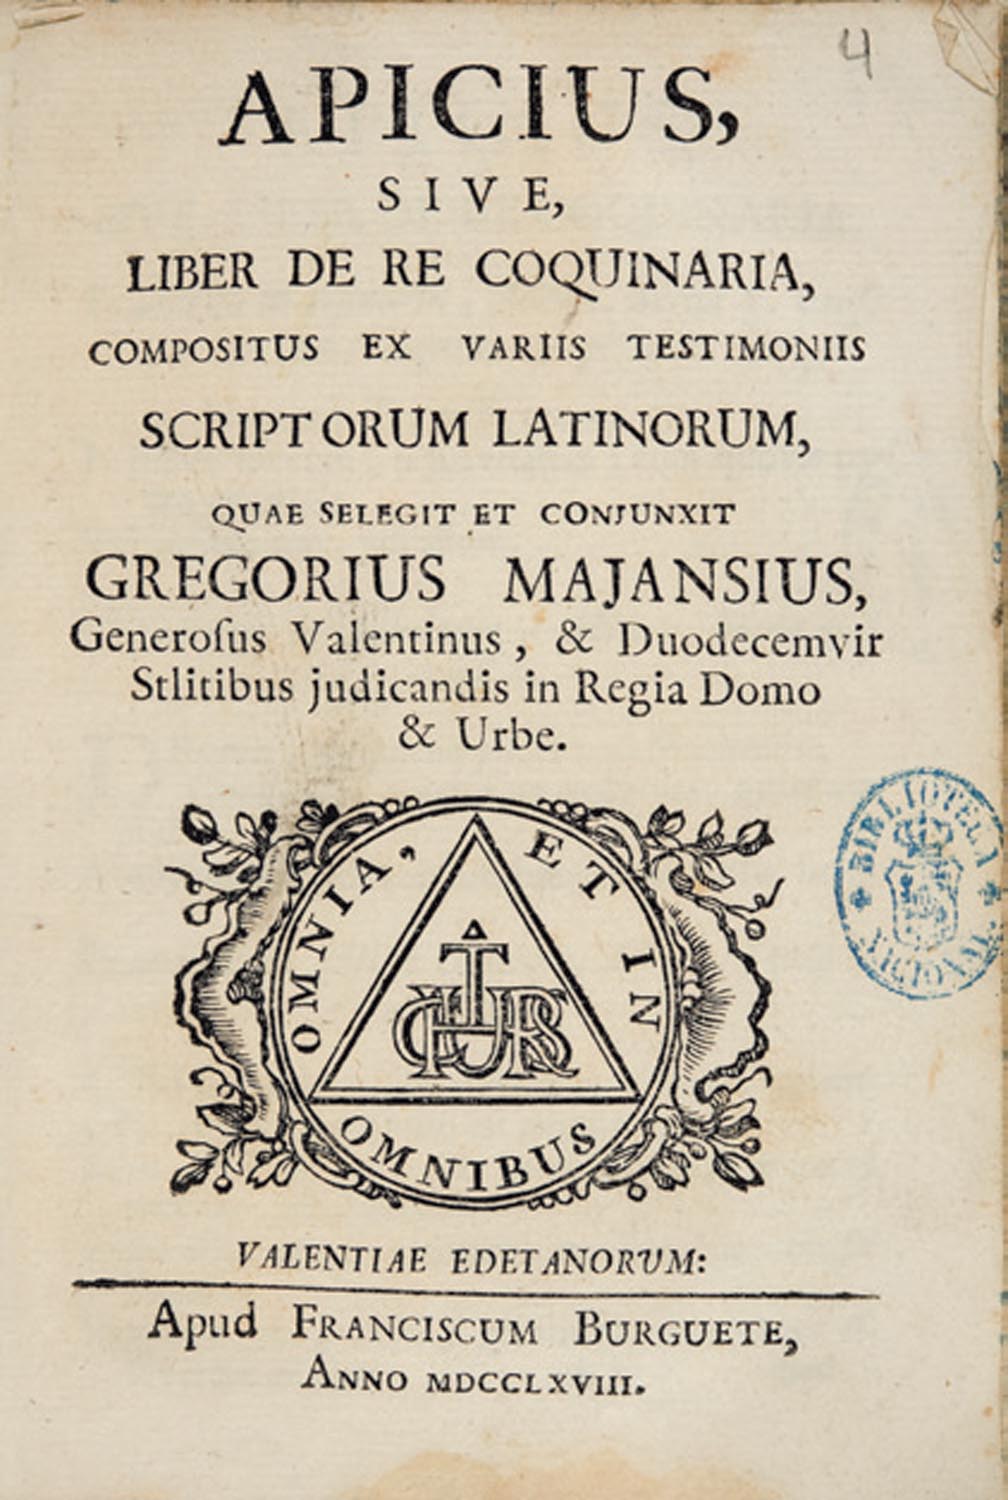 4
APICIUS,
SIVE,
LIBER DE RE COQUINARIA,
COMPOSITUS EX VARIIS TESTIMONIIS
SCRIPTORUM LATINORUM,
QUAE SELEGIT ET CONJUNXIT
GREGORIUS MAJANSIUS,
Generoſus Valentinus, & Duodecemvir
Stlitibus judicandis in Regia Domo
& Urbe.
OMNIA, ET IN
OMNIBUS
BIBLIOTECA
NACIONAL
VALENTIAE EDETANORUM:
Apud FRANCISCUM BURGUETE,
ANNO MDCCLXVIII.